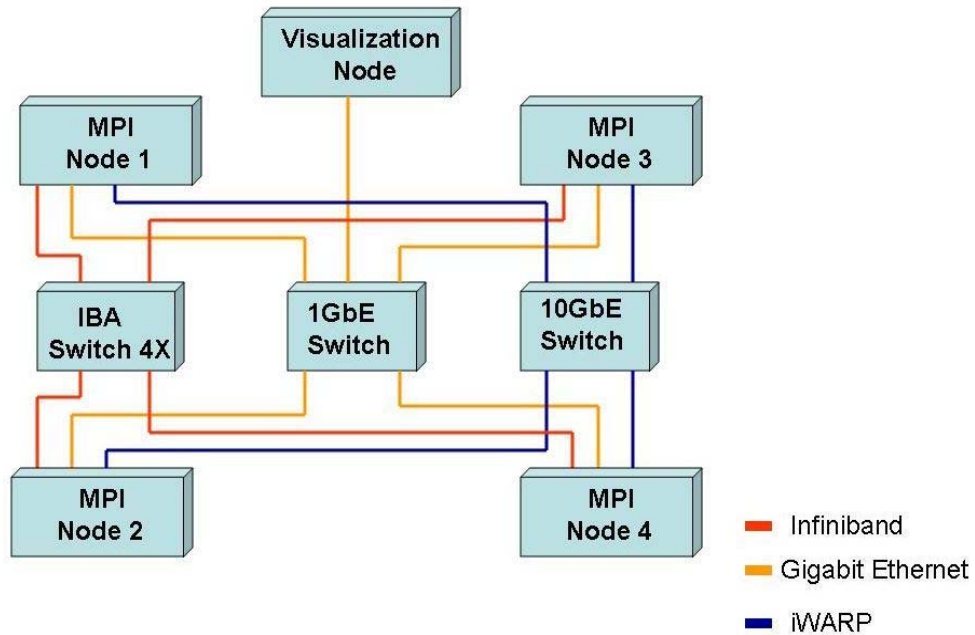 Visualization
Node
MPI
Node 1
MPI
Node 3
IBA
Switch 4X
1GbE
Switch
10GbE
Switch
MPI
Node 2
MPI
Node 4
Infiniband
Gigabit Ethernet
iWARP